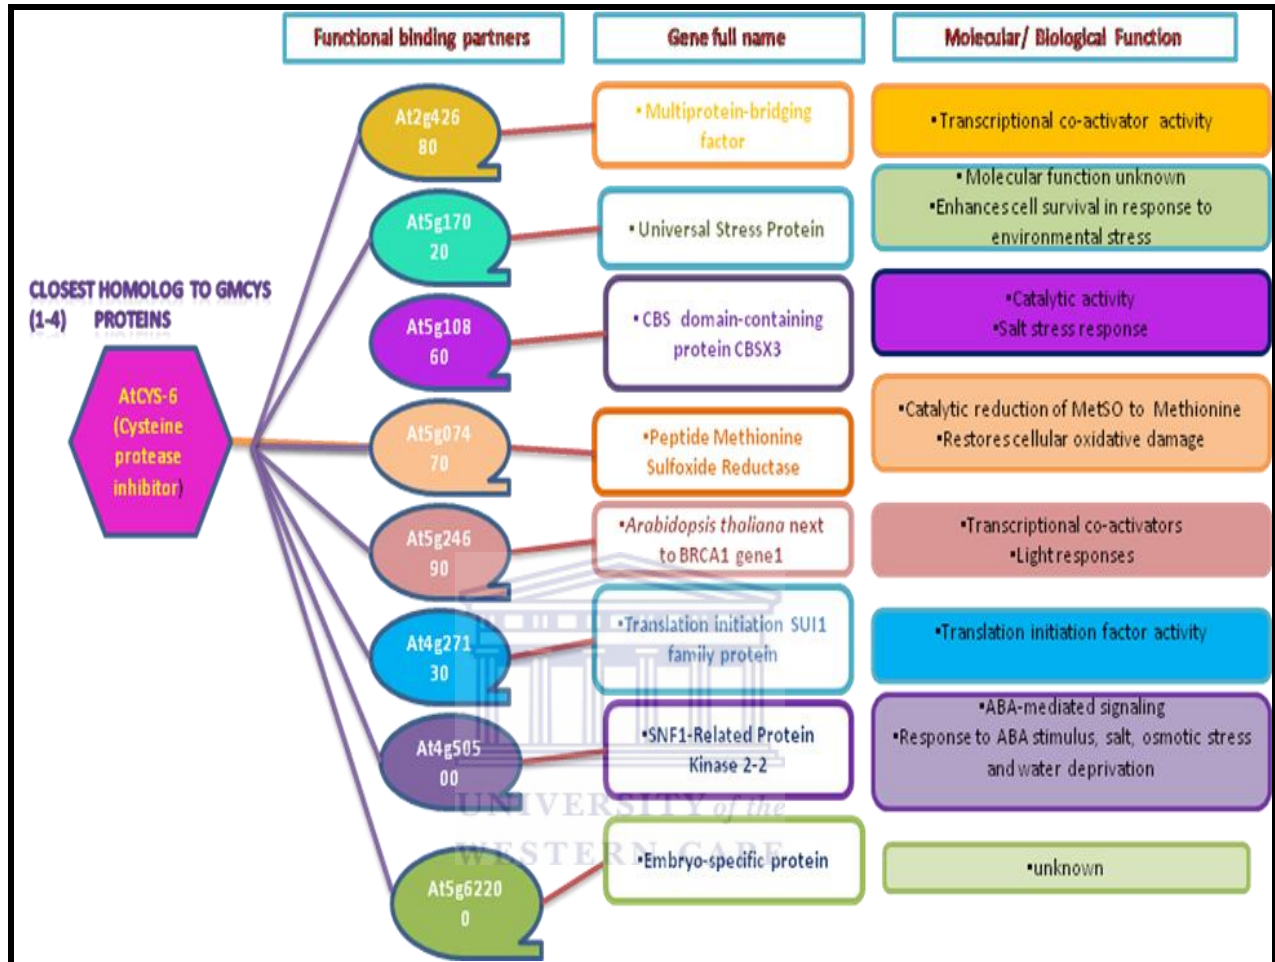 Functional binding partners
Gene full name
Molecular/ Biological Function
CLOSEST HOMOLOG TO GMCYS
(1-4) PROTEINS
AtCYS-6
(Cysteine
protease
inhibitor)
At2g426
80
•Multiprotein-bridging
factor
•Transcriptional co-activator activity
At5g170
20
•Universal Stress Protein
•Molecular function unknown
•Enhances cell survival in response to
environmental stress
At5g108
60
•CBS domain-containing
protein CBSX3
•Catalytic activity
•Salt stress response
At5g074
70
•Peptide Methionine
Sulfoxide Reductase
•Catalytic reduction of MetSO to Methionine
•Restores cellular oxidative damage
At5g246
90
•Arabidopsis thaliana next
to BRCA1 gene1
•Transcriptional co-activators
•Light responses
At4g271
30
•Translation initiation SUI1
family protein
•Translation initiation factor activity
At4g505
00
•SNF1-Related Protein
Kinase 2-2
•ABA-mediated signaling
•Response to ABA stimulus, salt, osmotic stress
and water deprivation
At5g6220
0
•Embryo-specific protein
•unknown
UNIVERSITY of the
WESTERN CAPE